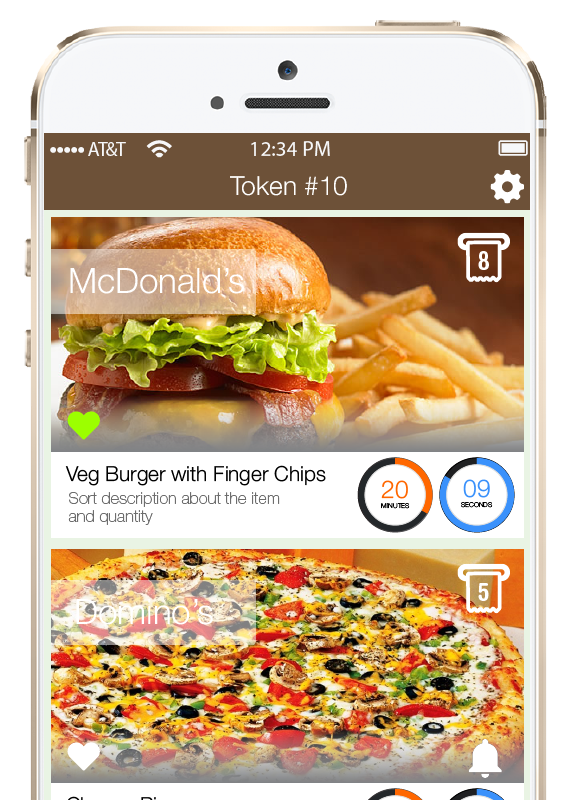 AT&T 12:34 PM
Token #10
8
McDonald's
Veg Burger with Finger Chips
Sort description about the item
and quantity
20
MINUTES
09
SECONDS
5
Domino's